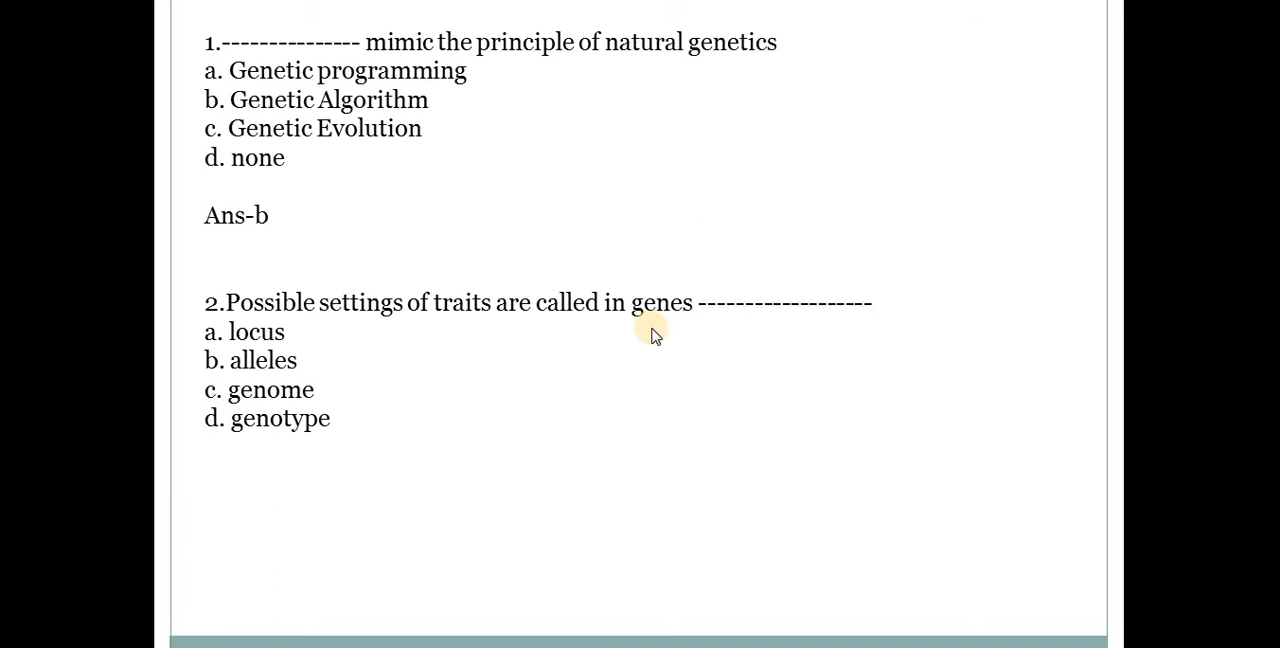 1.--------------- mimic the principle of natural genetics
a. Genetic programming
b. Genetic Algorithm
c. Genetic Evolution
d. none
Ans-b
2.Possible settings of traits are called in genes -------------------
a. locus
b. alleles
c. genome
d. genotype